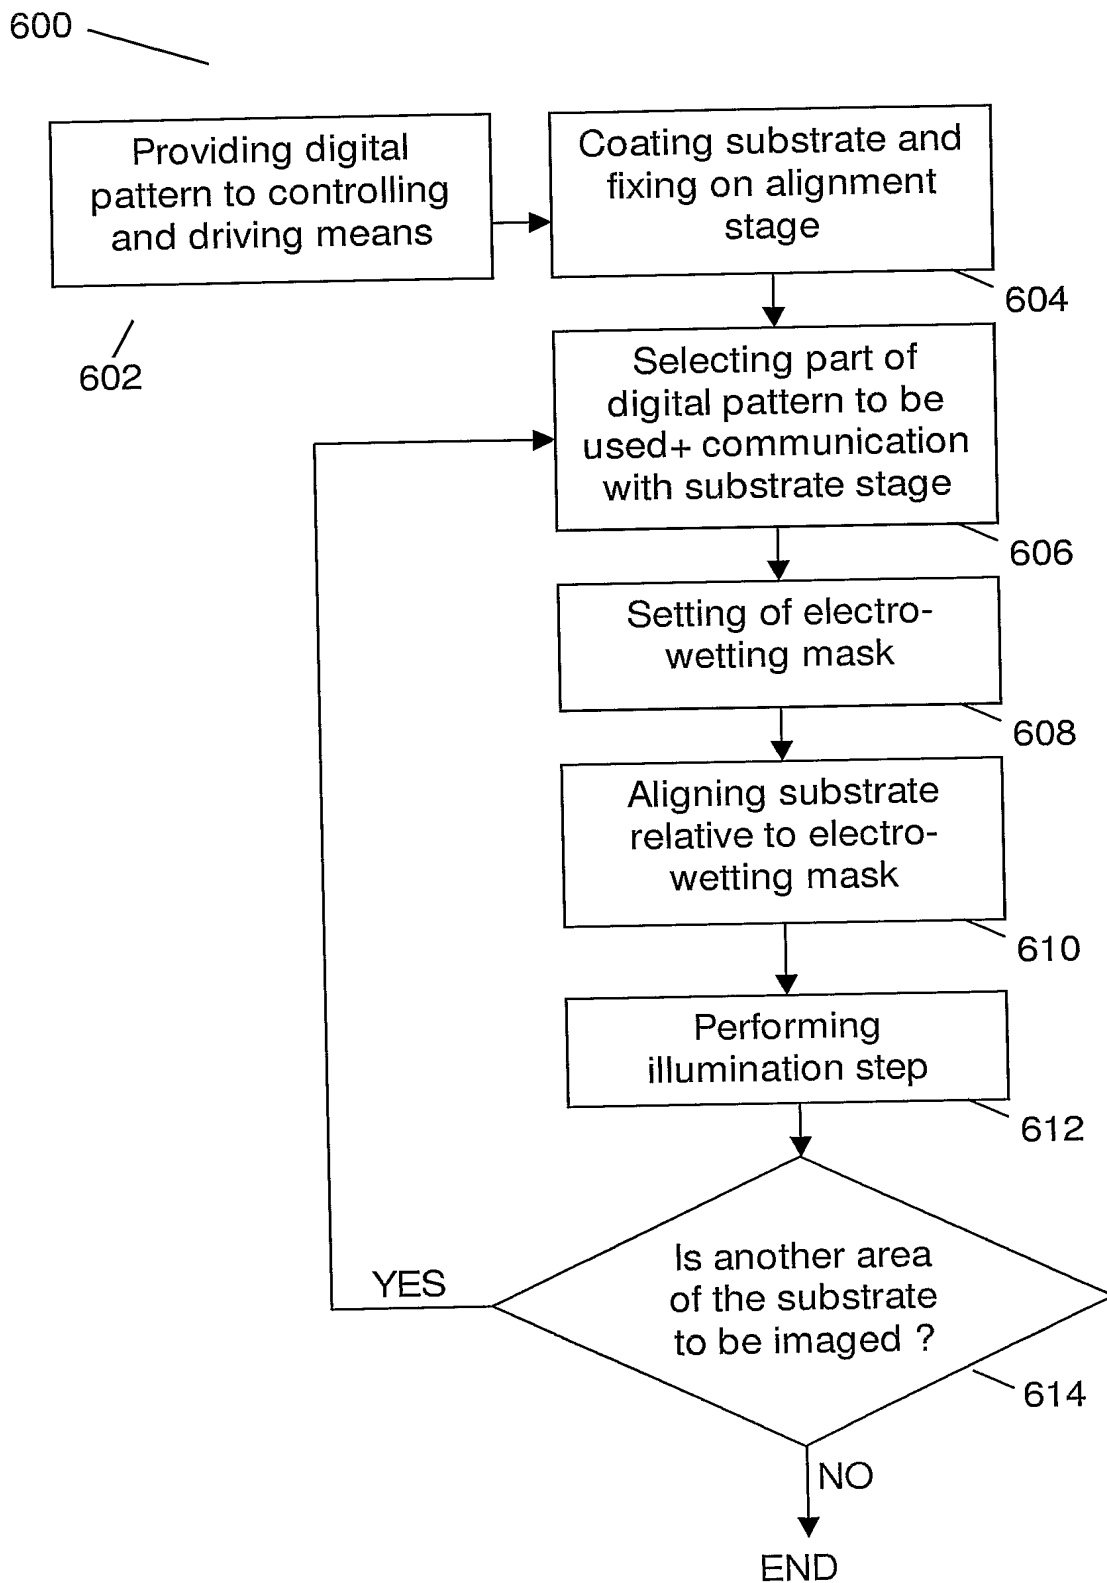 600
Providing digital
pattern to controlling
and driving means
602
Coating substrate and
fixing on alignment
stage
604
Selecting part of
digital pattern to be
used+ communication
with substrate stage
606
Setting of electro-
wetting mask
608
Aligning substrate
relative to electro-
wetting mask
610
Performing
illumination step
612
Is another area
of the substrate
to be imaged ?
614
YES
NO
END